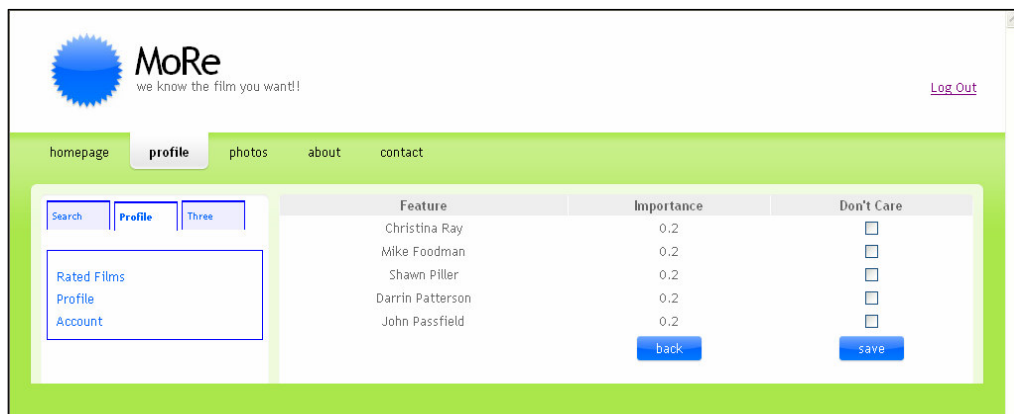 MoRe
we know the film you want!!
Log Out
homepage profile photos about contact
Search Profile Three
Rated Films
Profile
Account
Feature Importance Don't Care
Christina Ray 0.2
Mike Foodman 0.2
Shawn Piller 0.2
Darrin Patterson 0.2
John Passfield 0.2
back save